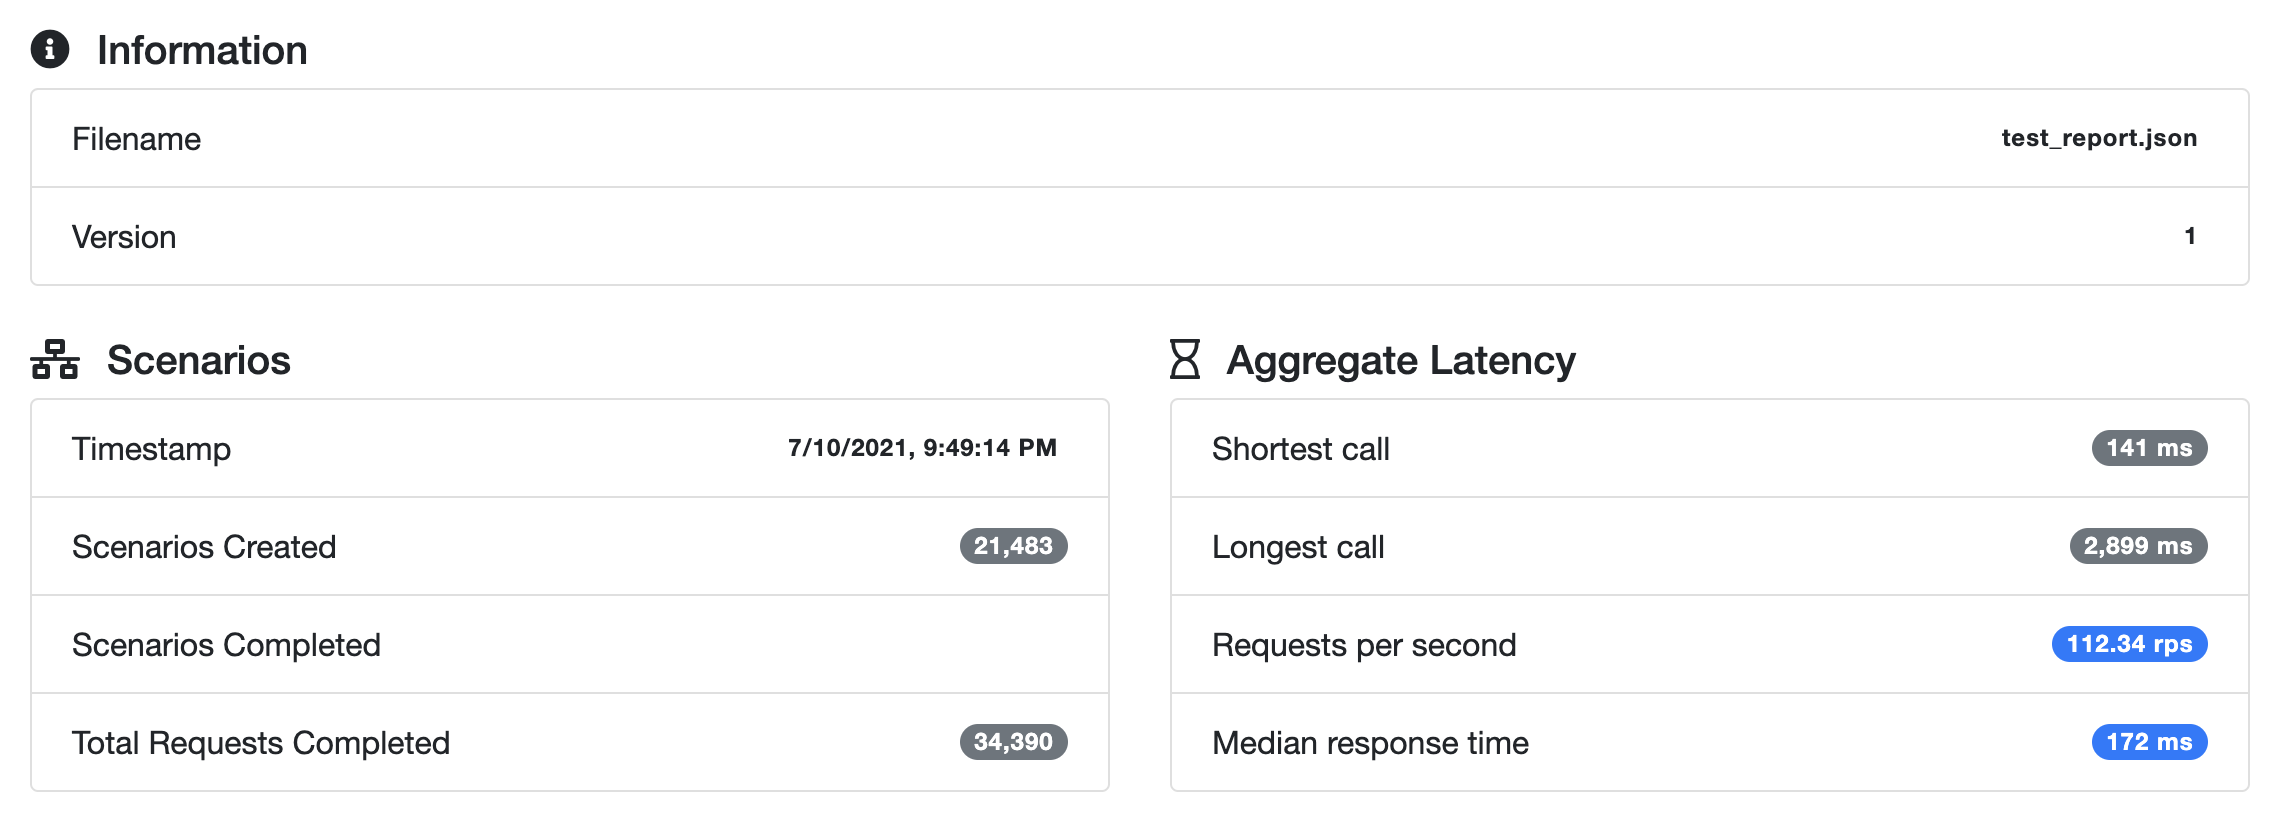 Information
Filename test_report.json
Version 1
Scenarios
Timestamp 7/10/2021, 9:49:14 PM
Scenarios Created 21,483
Scenarios Completed
Total Requests Completed 34,390
Aggregate Latency
Shortest call 141 ms
Longest call 2,899 ms
Requests per second 112.34 rps
Median response time 172 ms